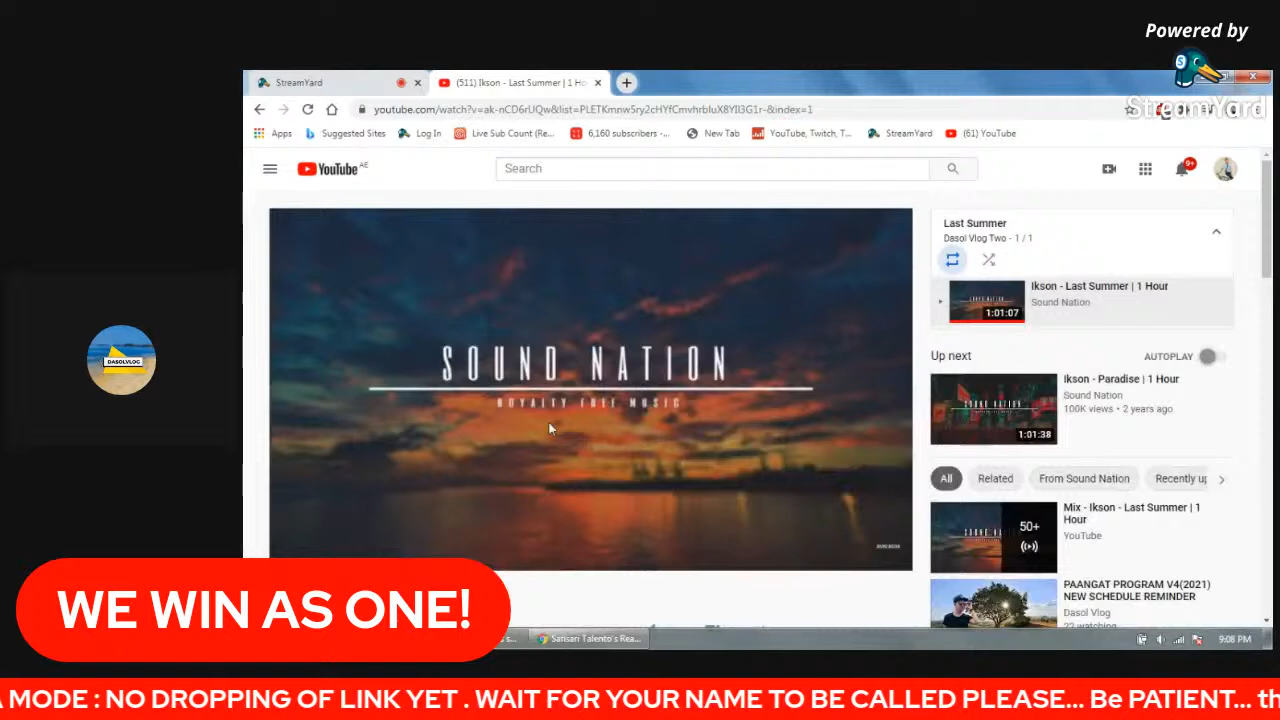 Powered by
StreamYard
StreamYard
(511) Ikson - Last Summer | 1 Ho
youtube.com/watch?v=ak-nCD6rUQw&list=PLETKmnw5ry2cHYfCmvhrbluX8YIl3G1r-&index=1
Apps
Suggested Sites
Log In
Live Sub Count (Re...
6,160 subscribers -...
New Tab
YouTube, Twitch, T...
StreamYard
(61) YouTube
YouTube AE
Search
9+
Last Summer
Dasol Vlog Two - 1 / 1
Ikson - Last Summer | 1 Hour
Sound Nation
1:01:07
SOUND NATION
ROYALTY FREE MUSIC
Up next
AUTOPLAY
Ikson - Paradise | 1 Hour
Sound Nation
100K views • 2 years ago
1:01:38
All
Related
From Sound Nation
Recently up
Mix - Ikson - Last Summer | 1
Hour
YouTube
50+
PAANGAT PROGRAM V4(2021)
NEW SCHEDULE REMINDER
Dasol Vlog
22 watching
DASOLVLOG
WE WIN AS ONE!
Sarisari Talento's Rea...
9:08 PM
A MODE : NO DROPPING OF LINK YET . WAIT FOR YOUR NAME TO BE CALLED PLEASE... Be PATIENT... th